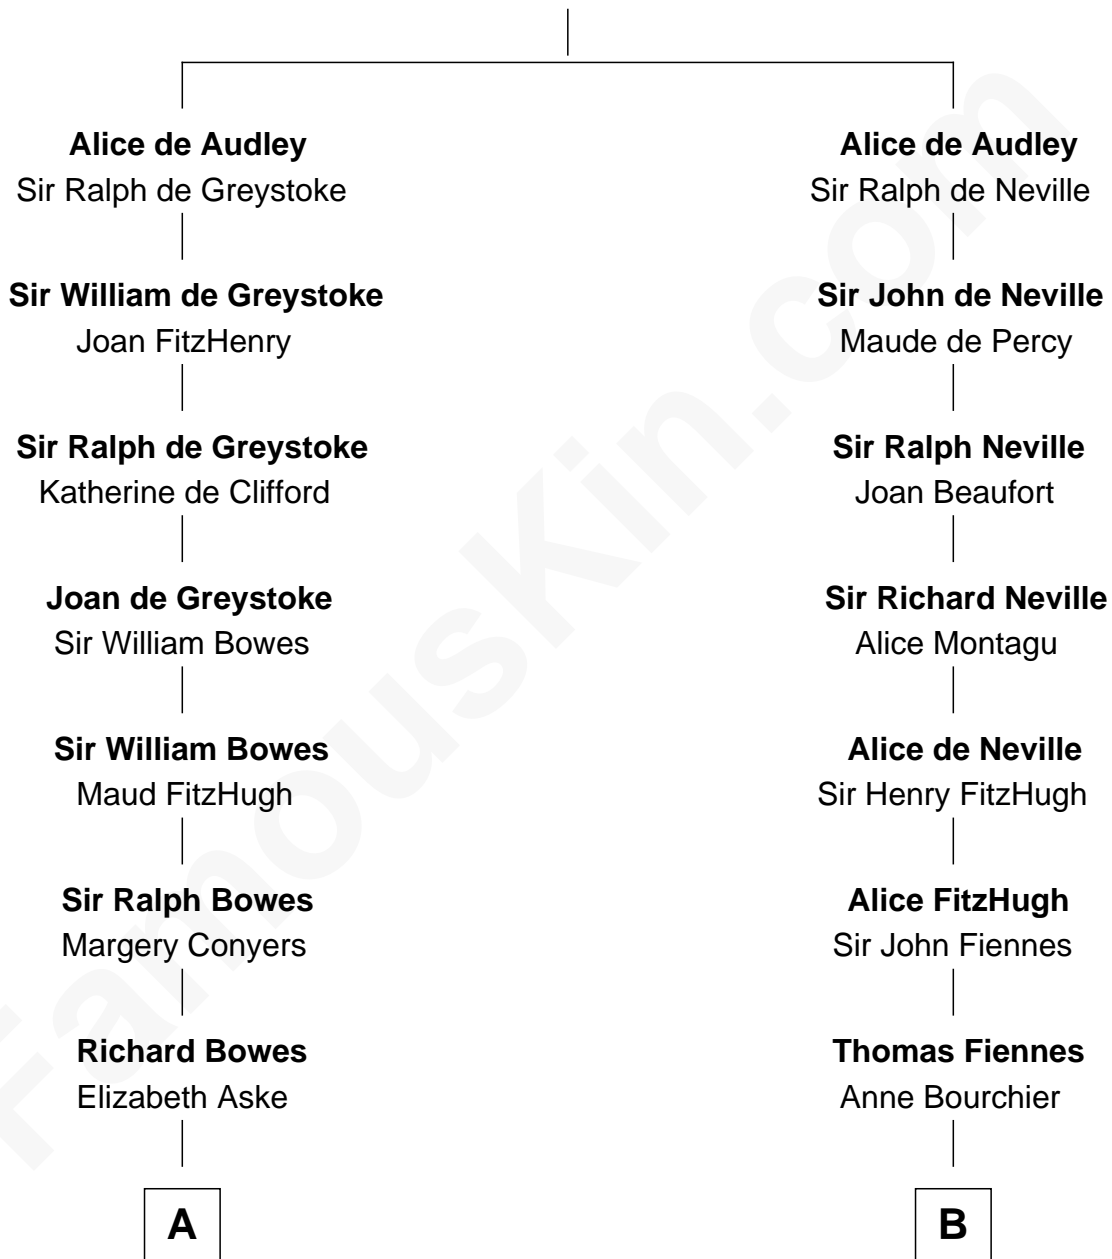 Alice de Audley
Sir Ralph de Greystoke
Sir William de Greystoke
Joan FitzHenry
Sir Ralph de Greystoke
Katherine de Clifford
Joan de Greystoke
Sir William Bowes
Sir William Bowes
Maud FitzHugh
Sir Ralph Bowes
Margery Conyers
Richard Bowes
Elizabeth Aske
A
Alice de Audley
Sir Ralph de Neville
Sir John de Neville
Maude de Percy
Sir Ralph Neville
Joan Beaufort
Sir Richard Neville
Alice Montagu
Alice de Neville
Sir Henry FitzHugh
Alice FitzHugh
Sir John Fiennes
Thomas Fiennes
Anne Bourchier
B
FamousKin.com